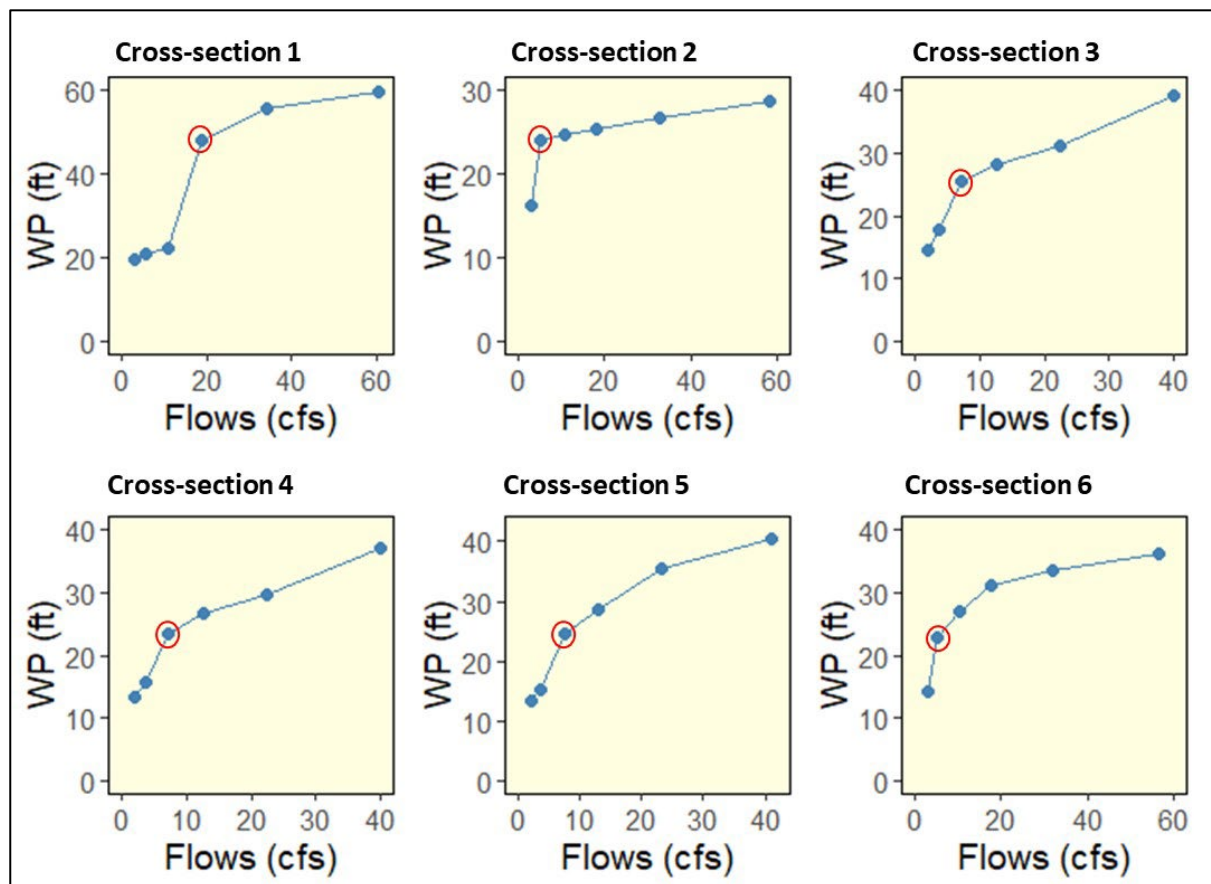 Cross-section 1
60
40
20
0
WP (ft)
0 20 40 60
Flows (cfs)
Cross-section 2
30
20
10
0
WP (ft)
0 20 40 60
Flows (cfs)
Cross-section 3
40
30
20
10
0
WP (ft)
0 10 20 30 40
Flows (cfs)
Cross-section 4
40
30
20
10
0
WP (ft)
0 10 20 30 40
Flows (cfs)
Cross-section 5
40
30
20
10
0
WP (ft)
0 10 20 30 40
Flows (cfs)
Cross-section 6
40
30
20
10
0
WP (ft)
0 20 40 60
Flows (cfs)